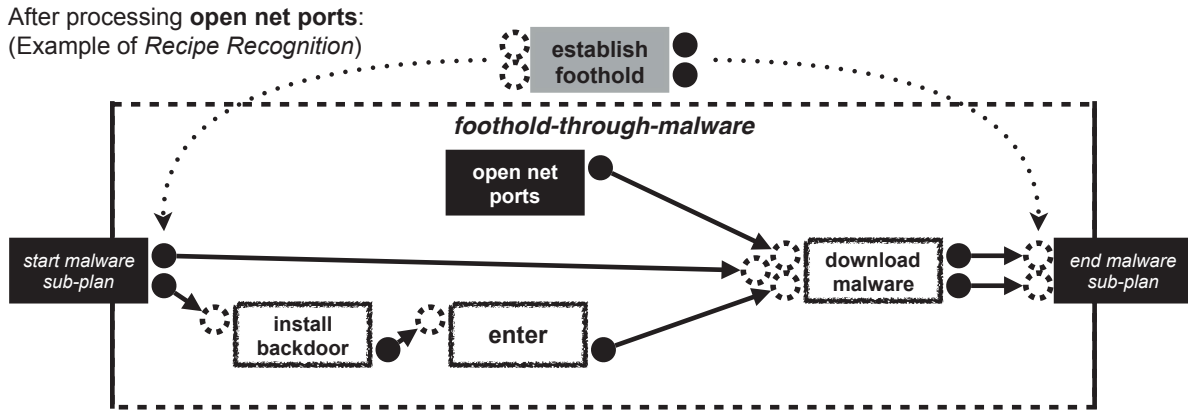 After processing open net ports:
(Example of Recipe Recognition)
establish
foothold
foothold-through-malware
open net
ports
start malware
sub-plan
download
malware
end malware
sub-plan
install
backdoor
enter